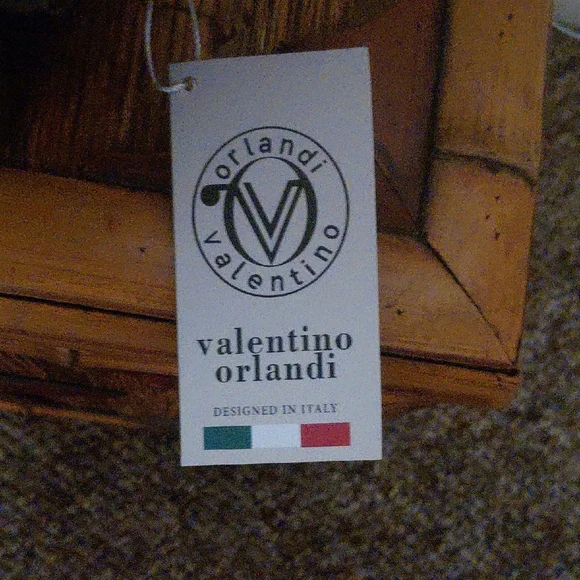 orlandi
valentino
valentino
orlandi
DESIGNED IN ITALY